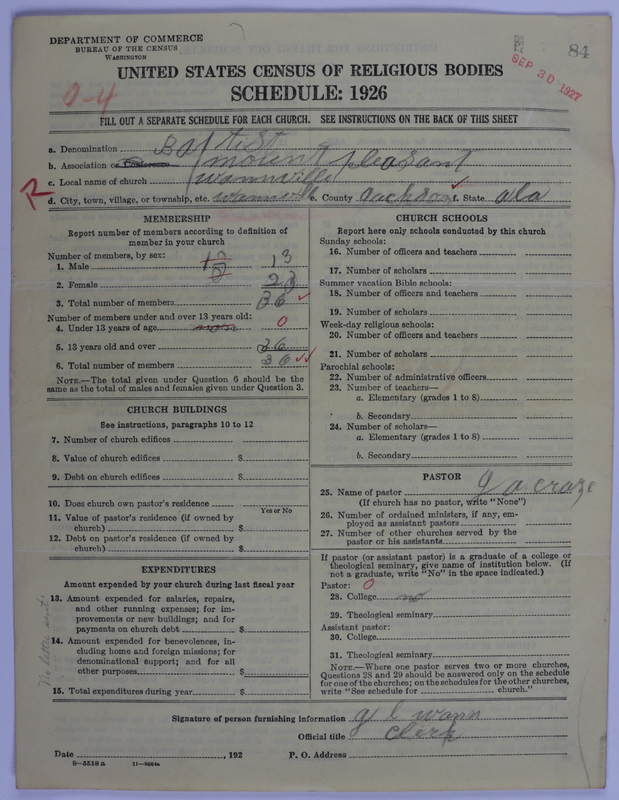 DEPARTMENT OF COMMERCE
BUREAU OF THE CENSUS
WASHINGTON
84
SEP 30 1927
UNITED STATES CENSUS OF RELIGIOUS BODIES
SCHEDULE: 1926
0-4
FILL OUT A SEPARATE SCHEDULE FOR EACH CHURCH. SEE INSTRUCTIONS ON THE BACK OF THIS SHEET
a. Denomination Baptist
b. Association or Conference mount pleasant
c. Local name of church wannville
R
d. City, town, village, or township, etc. wannville e. County Jackson f. State Ala
MEMBERSHIP
Report number of members according to definition of
member in your church
Number of members, by sex:
1. Male 13
2. Female 23
3. Total number of members 36
Number of members under and over 13 years old:
4. Under 13 years of age non 0
5. 13 years old and over 36
6. Total number of members 36
NOTE.—The total given under Question 6 should be
same as the total of males and females given under Question 3.
CHURCH BUILDINGS
See instructions, paragraphs 10 to 12
7. Number of church edifices
8. Value of church edifices $
9. Debt on church edifices $
10. Does church own pastor's residence
Yes or No
11. Value of pastor's residence (if owned by
church) $
12. Debt on pastor's residence (if owned by
church) $
EXPENDITURES
Amount expended by your church during last fiscal year
13. Amount expended for salaries, repairs,
and other running expenses; for im-
provements or new buildings; and for
payments on church debt $
14. Amount expended for benevolences, in-
cluding home and foreign missions; for
denominational support; and for all
other purposes $
15. Total expenditures during year $
No letter sent.
CHURCH SCHOOLS
Report here only schools conducted by this church
Sunday schools:
16. Number of officers and teachers
17. Number of scholars
Summer vacation Bible schools:
18. Number of officers and teachers
19. Number of scholars
Week-day religious schools:
20. Number of officers and teachers
21. Number of scholars
Parochial schools:
22. Number of administrative officers
23. Number of teachers—
a. Elementary (grades 1 to 8)
b. Secondary
24. Number of scholars—
a. Elementary (grades 1 to 8)
b. Secondary
PASTOR
25. Name of pastor J a craze
(If church has no pastor, write "None")
26. Number of ordained ministers, if any, em-
ployed as assistant pastors
27. Number of other churches served by the
pastor or his assistants
If pastor (or assistant pastor) is a graduate of a college or
theological seminary, give name of institution below. (If
not a graduate, write "No" in the space indicated.)
Pastor: 0
28. College no
29. Theological seminary
Assistant pastor:
30. College
31. Theological seminary
NOTE.—Where one pastor serves two or more churches,
Questions 28 and 29 should be answered only on the schedule
for one of the churches; on the schedules for the other churches,
write "See schedule for church."
Signature of person furnishing information J L wann
Official title clerk
Date , 192 P. O. Address
9—5518 a 11—9064a